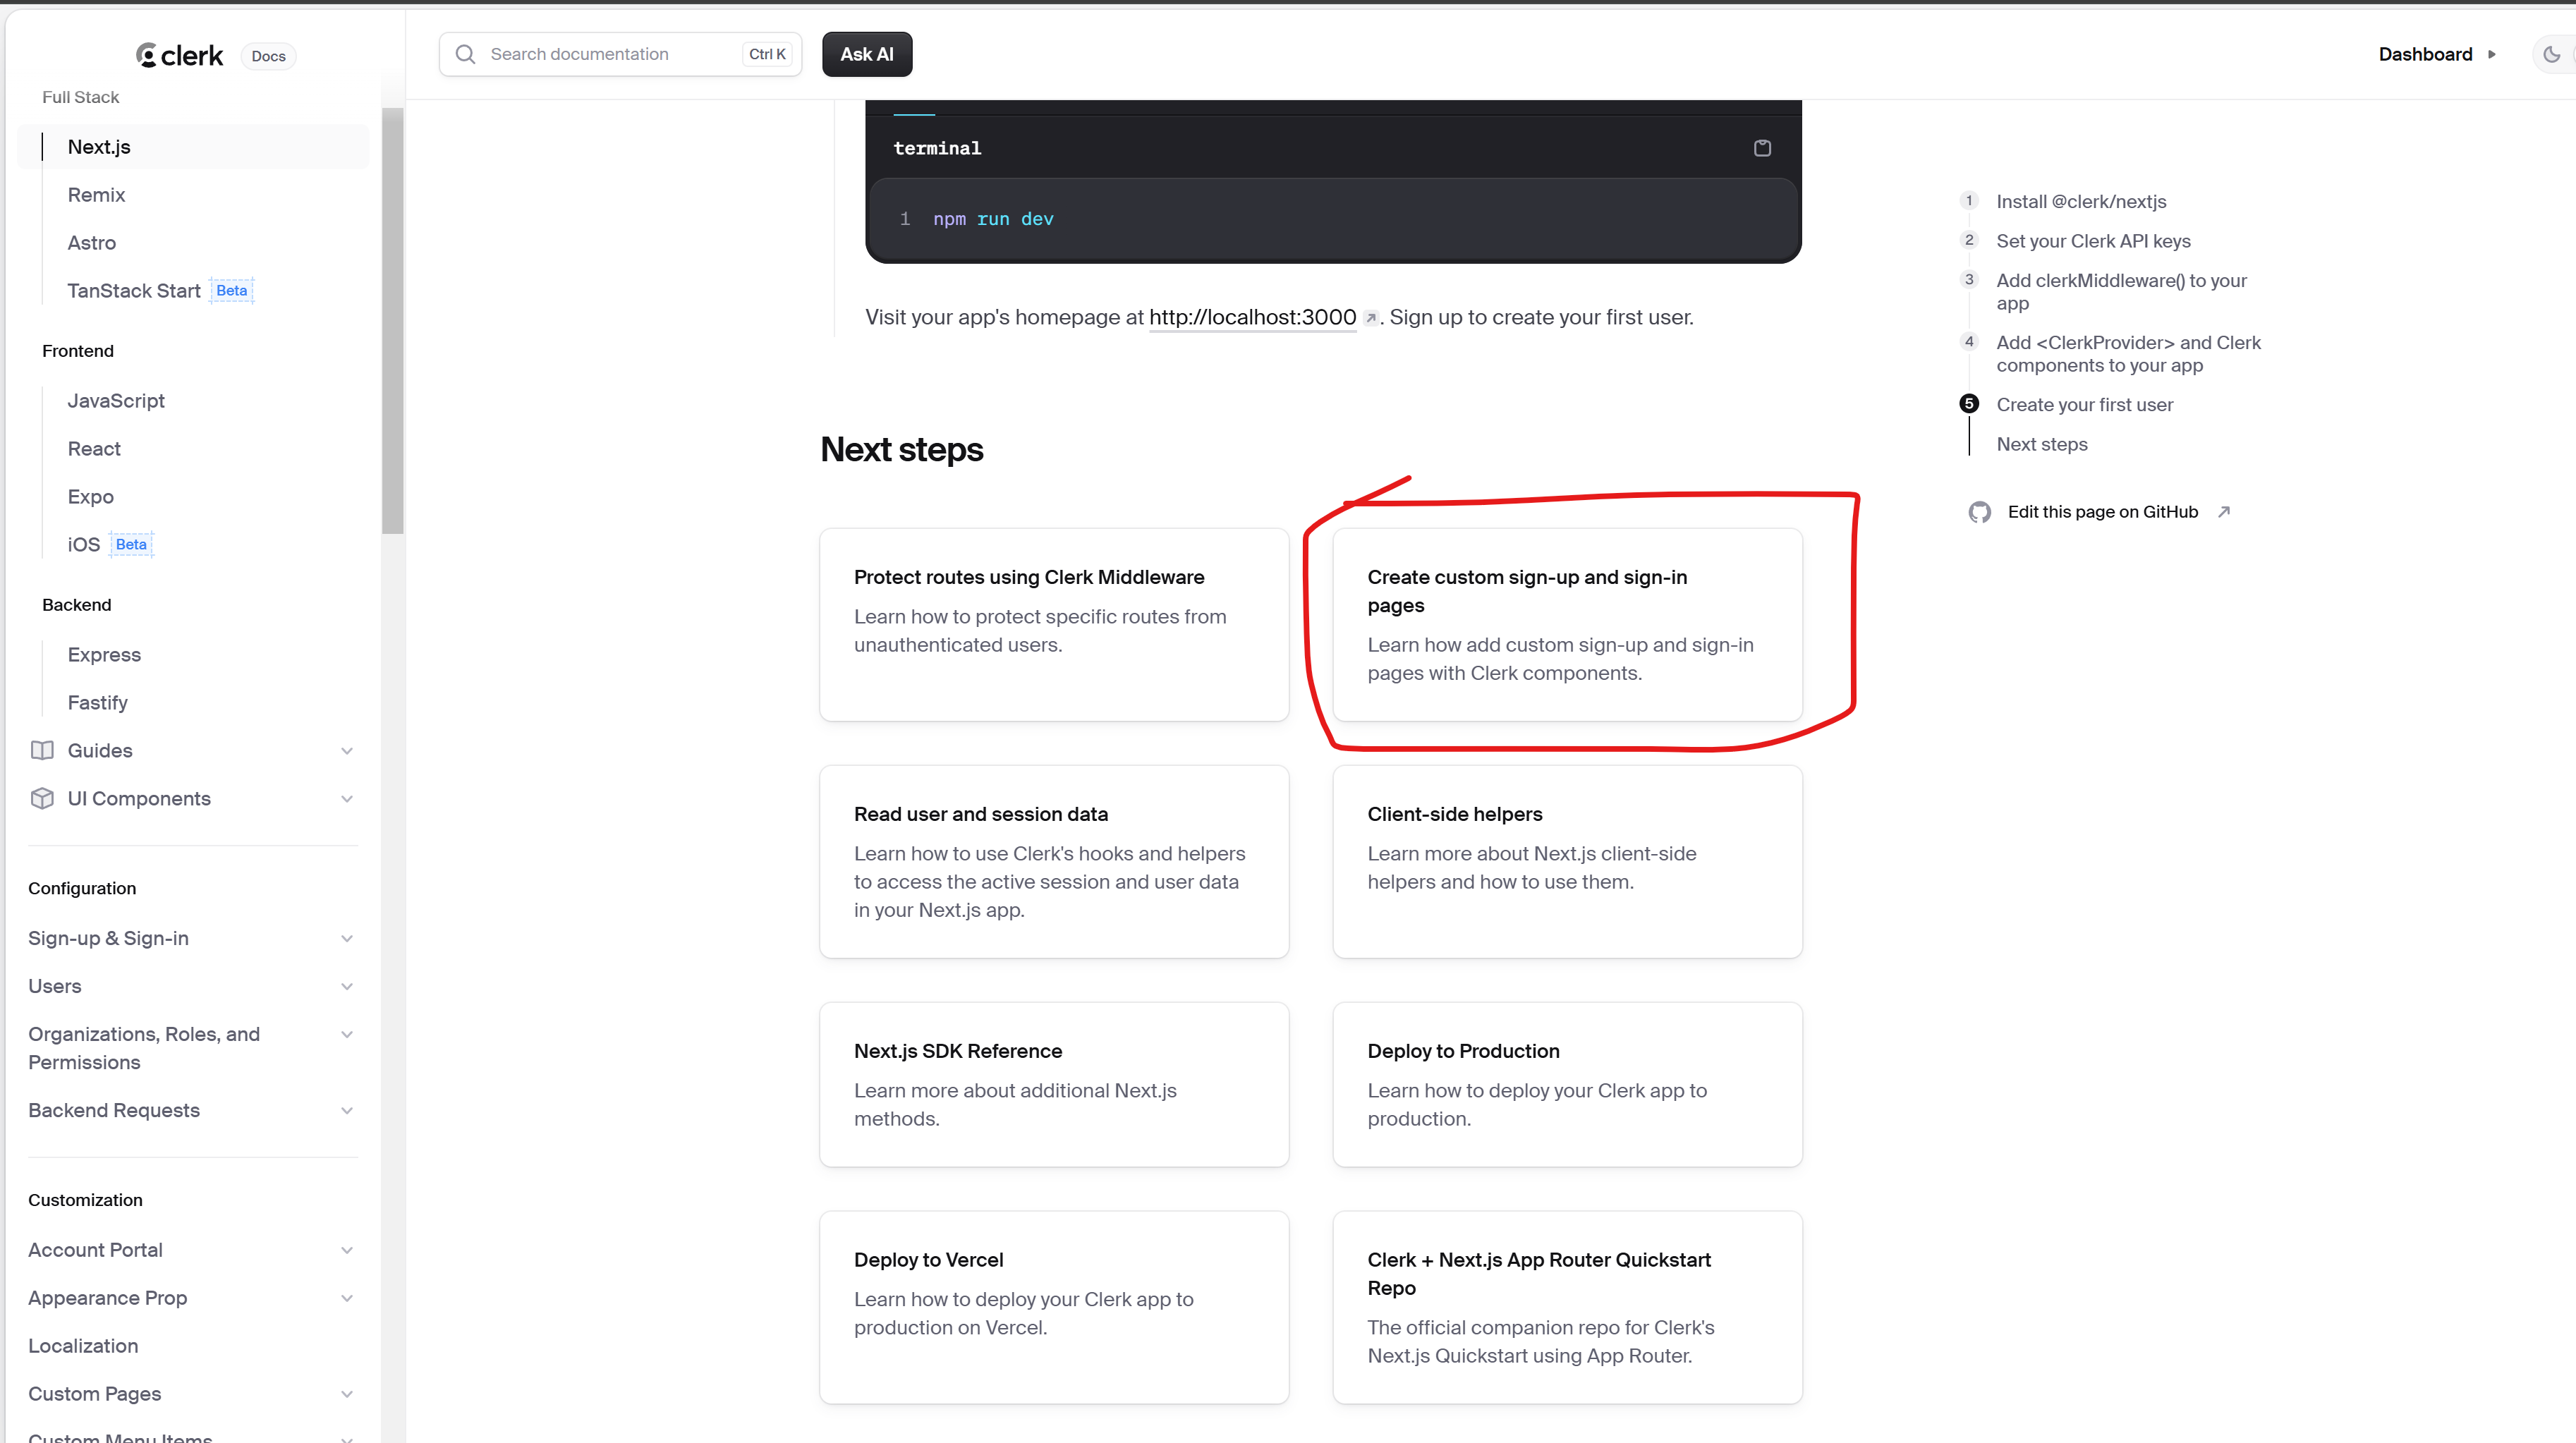 clerk
Docs
Search documentation
Ctrl K
Ask AI
Dashboard
Full Stack
Next.js
Remix
Astro
TanStack Start Beta
Frontend
JavaScript
React
Expo
iOS Beta
Backend
Express
Fastify
Guides
UI Components
Configuration
Sign-up & Sign-in
Users
Organizations, Roles, and
Permissions
Backend Requests
Customization
Account Portal
Appearance Prop
Localization
Custom Pages
Custom Menu Items
terminal
1 npm run dev
Visit your app's homepage at http://localhost:3000 . Sign up to create your first user.
Next steps
Protect routes using Clerk Middleware
Learn how to protect specific routes from
unauthenticated users.
Create custom sign-up and sign-in
pages
Learn how add custom sign-up and sign-in
pages with Clerk components.
Read user and session data
Learn how to use Clerk's hooks and helpers
to access the active session and user data
in your Next.js app.
Client-side helpers
Learn more about Next.js client-side
helpers and how to use them.
Next.js SDK Reference
Learn more about additional Next.js
methods.
Deploy to Production
Learn how to deploy your Clerk app to
production.
Deploy to Vercel
Learn how to deploy your Clerk app to
production on Vercel.
Clerk + Next.js App Router Quickstart
Repo
The official companion repo for Clerk's
Next.js Quickstart using App Router.
1 Install @clerk/nextjs
2 Set your Clerk API keys
3 Add clerkMiddleware() to your
app
4 Add <ClerkProvider> and Clerk
components to your app
5 Create your first user
Next steps
Edit this page on GitHub